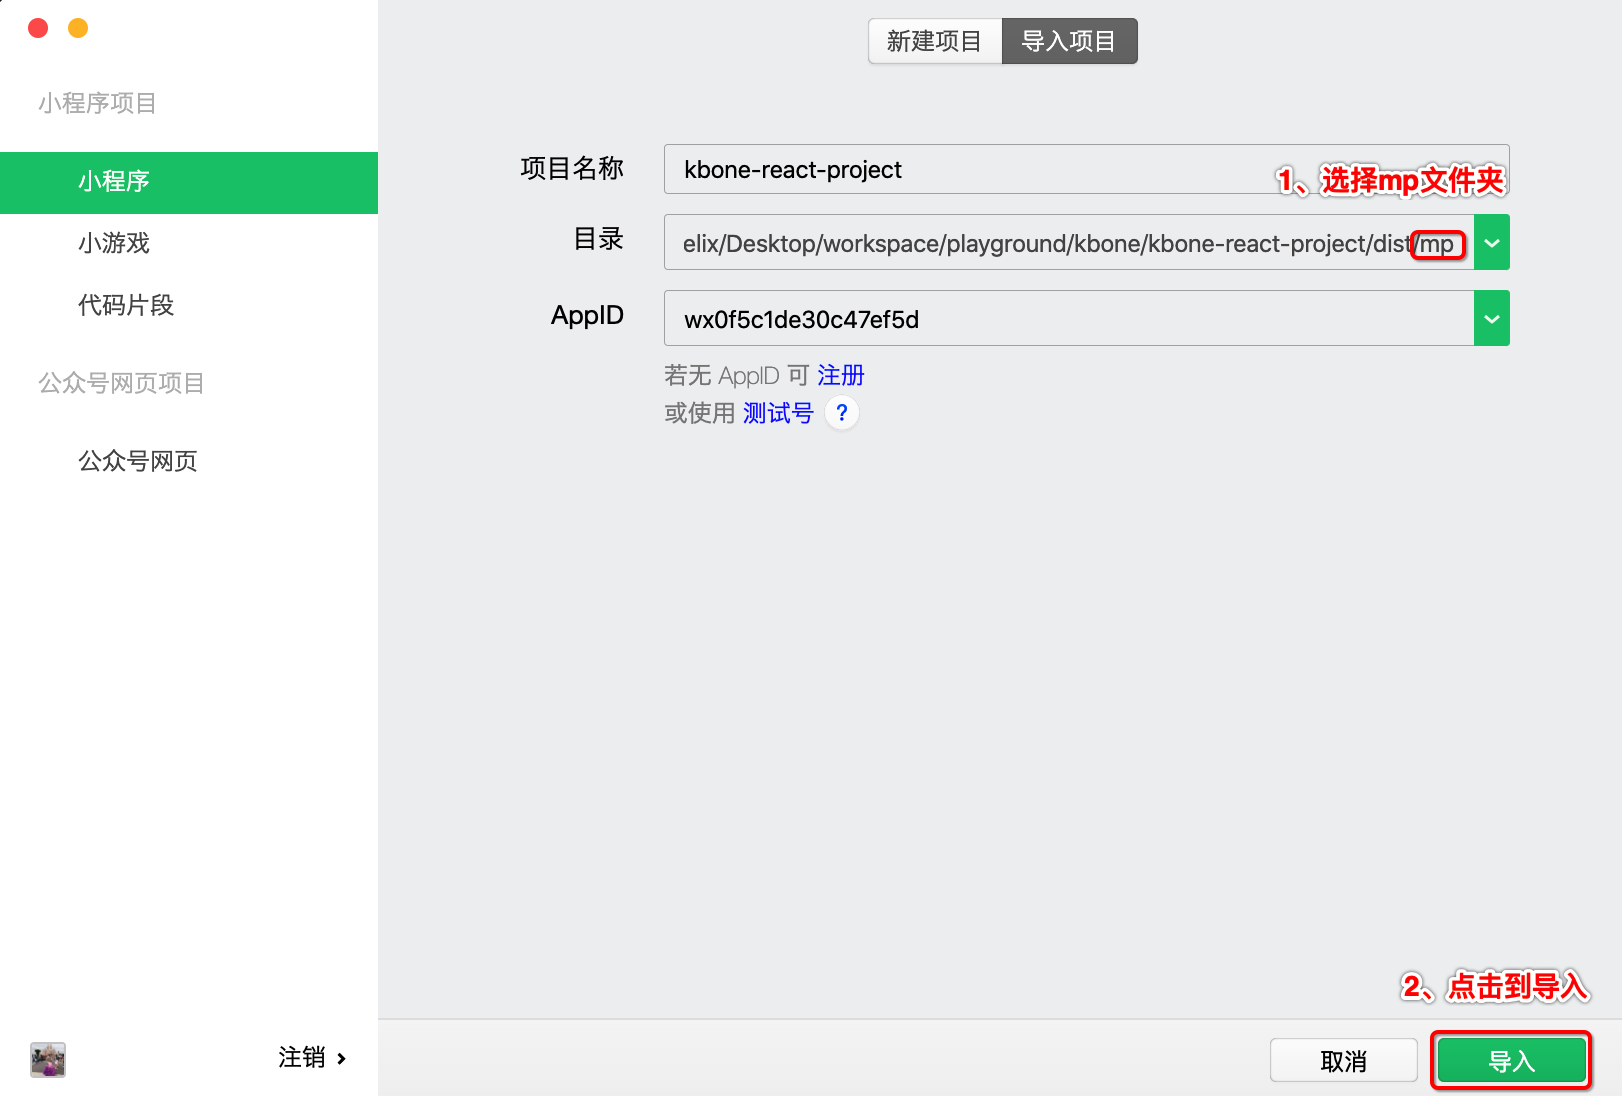 新建项目 导入项目
小程序项目
小程序
小游戏
代码片段
公众号网页项目
公众号网页
项目名称 kbone-react-project
1、选择mp文件夹
目录 elix/Desktop/workspace/playground/kbone/kbone-react-project/dist/mp
AppID wx0f5c1de30c47ef5d
若无 AppID 可 注册
或使用 测试号 ?
2、点击到导入
注销
取消 导入